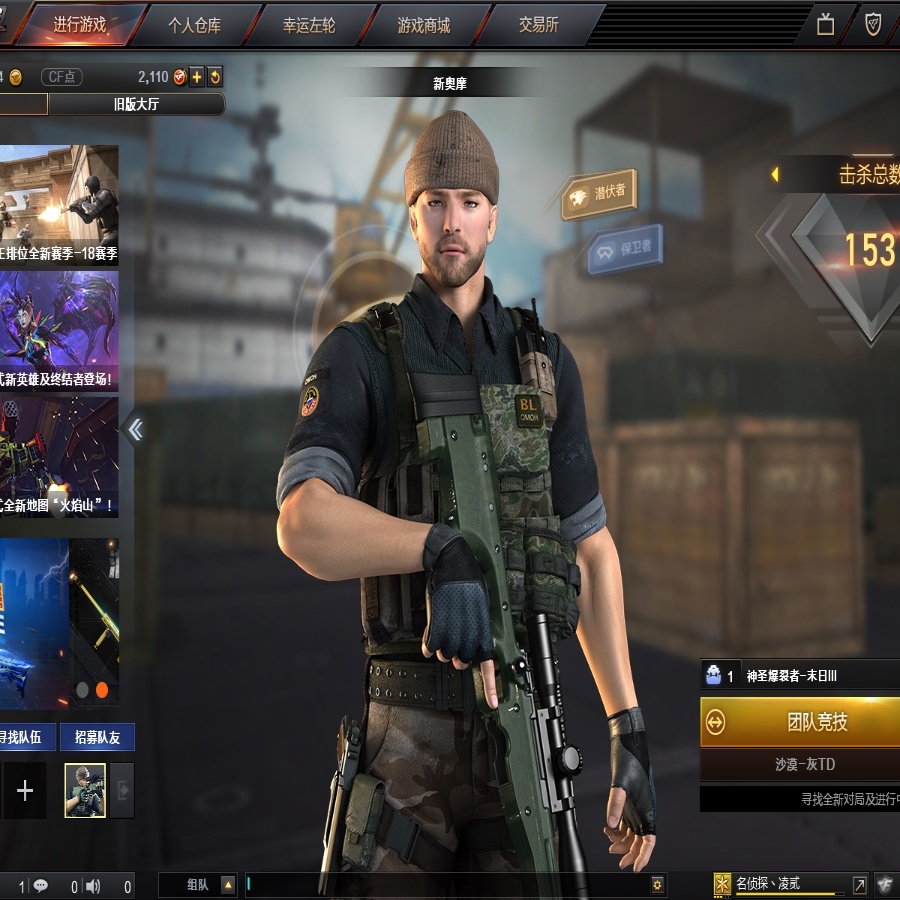 进行游戏
个人仓库
幸运左轮
游戏商城
交易所
4
CF点
2,110
旧版大厅
新奥摩
潜伏者
保卫者
击杀总数
153
王排位全新赛季-18赛季
式新英雄及终结者登场!
式全新地图“火焰山”!
OMOH
BL
OMOH
寻找队伍
招募队友
1 神圣爆裂者-末日III
团队竞技
沙漠-灰TD
寻找全新对局及进行中
1
0
0
组队
名侦探丶凌贰